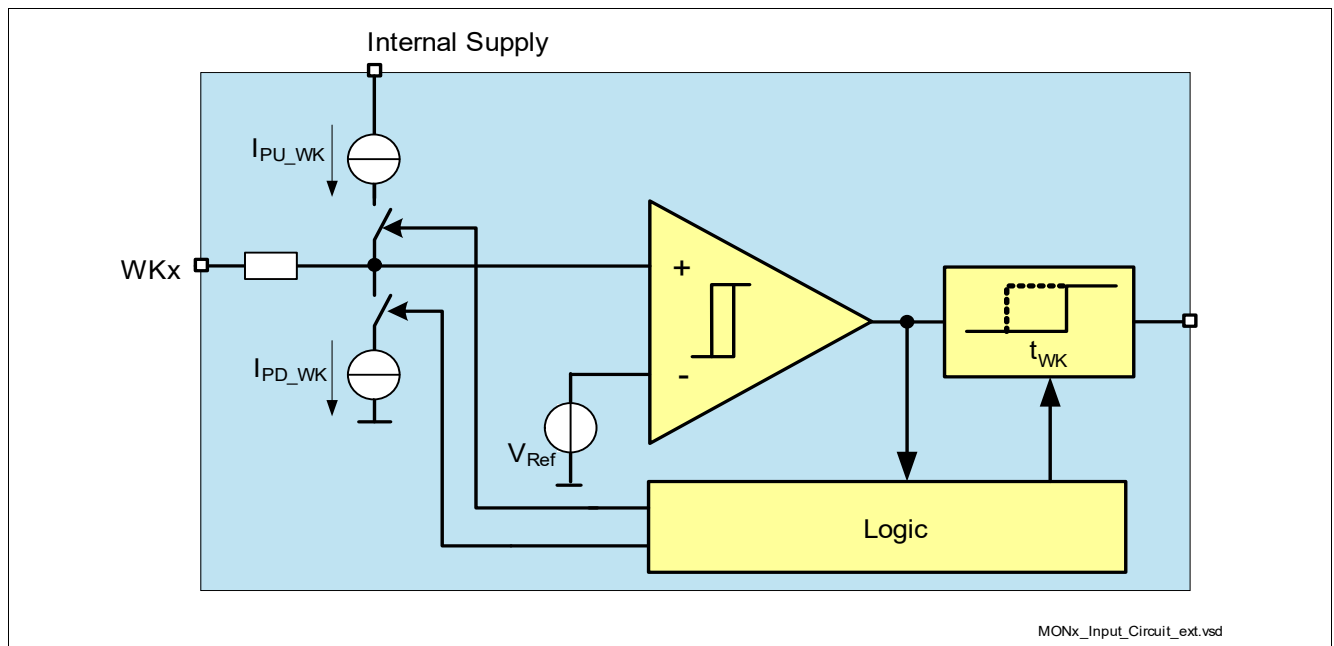 Internal Supply
IPU_WK
WKx
+
IPD_WK
-
VRef
tWK
Logic
MONx_Input_Circuit_ext.vsd